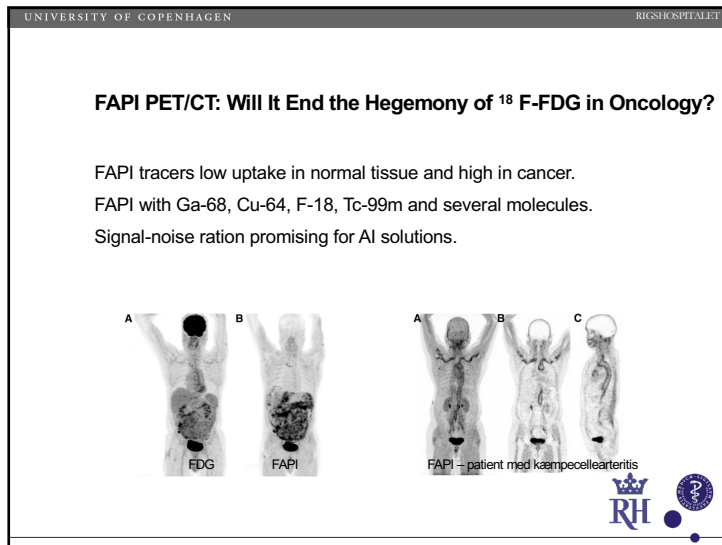 UNIVERSITY OF COPENHAGEN
RIGSHOSPITALET
FAPI PET/CT: Will It End the Hegemony of ¹⁸ F-FDG in Oncology?
FAPI tracers low uptake in normal tissue and high in cancer.
FAPI with Ga-68, Cu-64, F-18, Tc-99m and several molecules.
Signal-noise ration promising for AI solutions.
A B A B C
FDG FAPI FAPI – patient med kæmpecellearteritis
RH